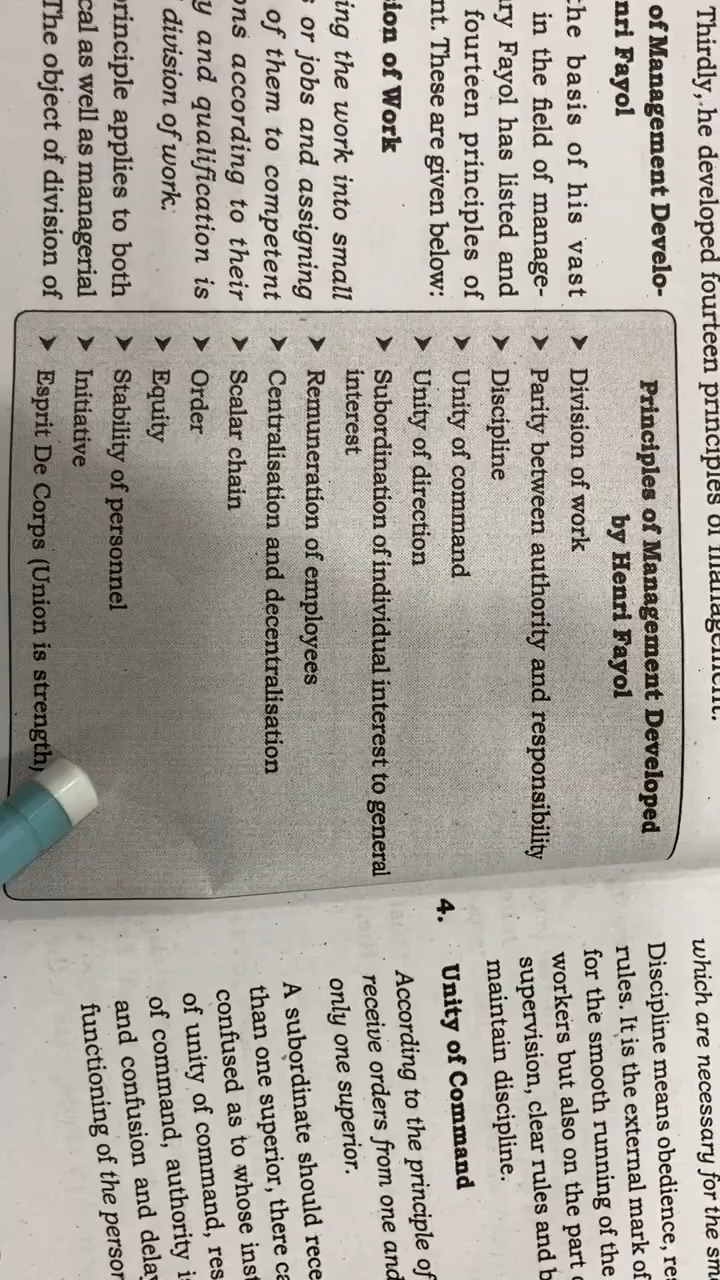 Thirdly, he developed fourteen principles of management.
of Management Develo-
nri Fayol
the basis of his vast
in the field of manage-
ry Fayol has listed and
fourteen principles of
nt. These are given below:
ion of Work
ing the work into small
s or jobs and assigning
of them to competent
ons according to their
y and qualification is
division of work.
rinciple applies to both
cal as well as managerial
The object of division of
Principles of Management Developed
by Henri Fayol
➤ Division of work
➤ Parity between authority and responsibility
➤ Discipline
➤ Unity of command
➤ Unity of direction
➤ Subordination of individual interest to general
interest
➤ Remuneration of employees
➤ Centralisation and decentralisation
➤ Scalar chain
➤ Order
➤ Equity
➤ Stability of personnel
➤ Initiative
➤ Esprit De Corps (Union is strength)
which are necessary for the sm
Discipline means obedience, re
rules. It is the external mark of
for the smooth running of the
workers but also on the part
supervision, clear rules and
maintain discipline.
4. Unity of Command
According to the principle of
receive orders from one and
only one superior.
A subordinate should rece
than one superior, there ca
confused as to whose inst
of unity of command, res
of command, authority i
and confusion and delay
functioning of the person